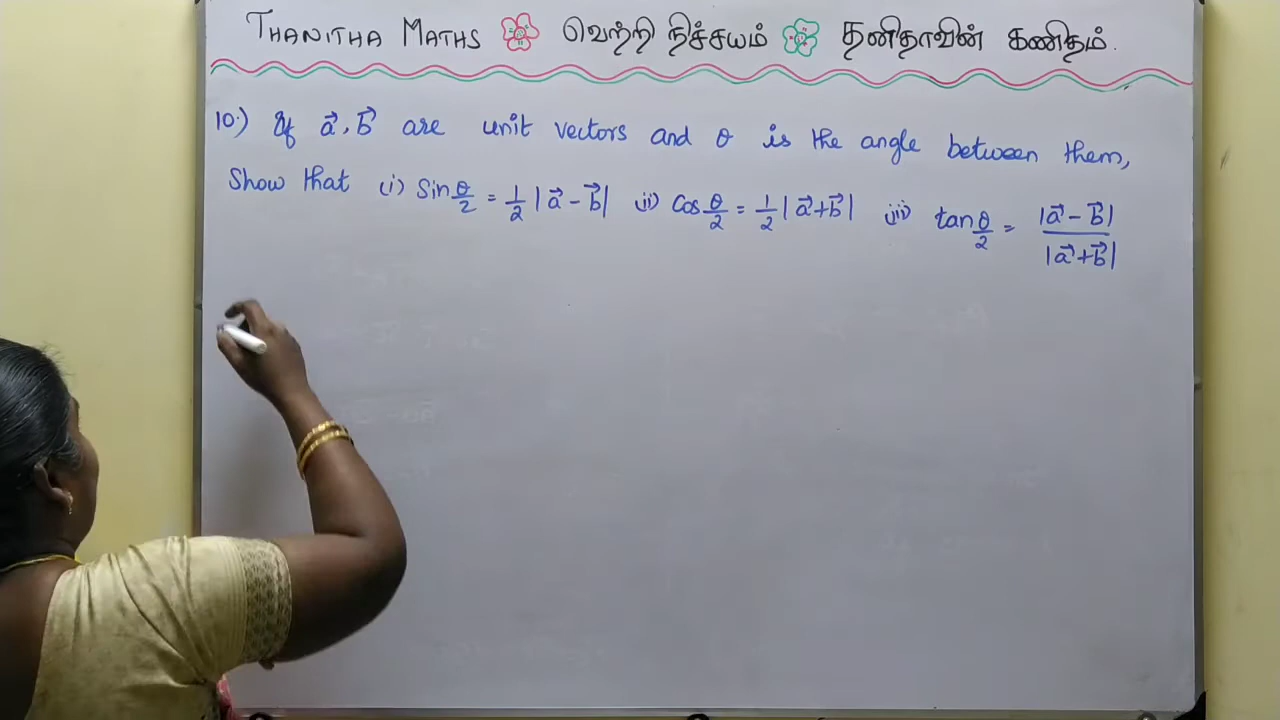 THANITHA MATHS வெற்றி நிச்சயம் தனிதாவின் கணிதம்.
10.) If a⃗, b⃗ are unit vectors and θ is the angle between them,
Show that (i) Sin θ/2 = 1/2 |a⃗ - b⃗| (ii) Cos θ/2 = 1/2 |a⃗ + b⃗| (iii) tan θ/2 = |a⃗ - b⃗| / |a⃗ + b⃗|